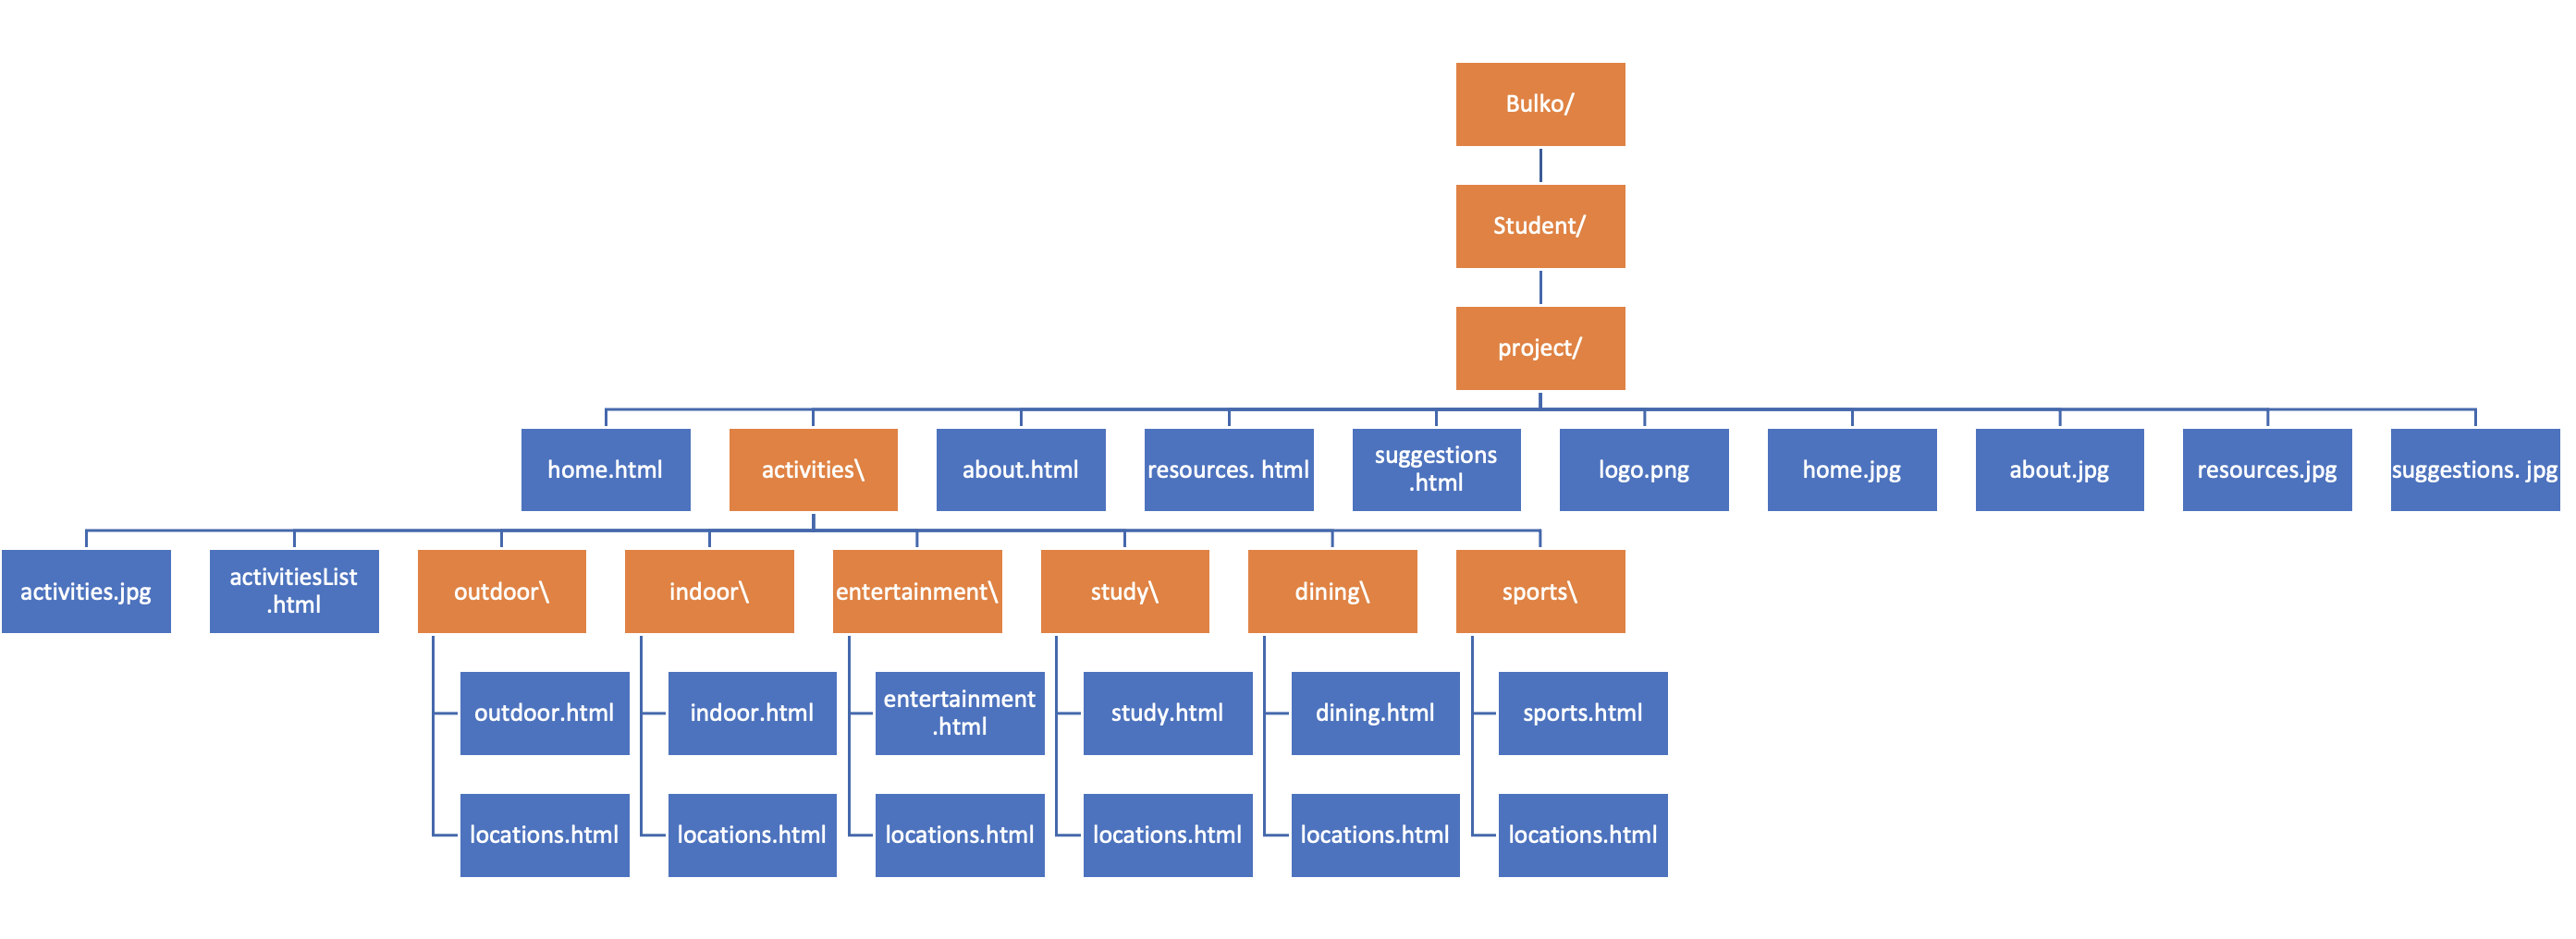 Bulko/
Student/
project/
home.html
activities\
about.html
resources. html
suggestions
.html
logo.png
home.jpg
about.jpg
resources.jpg
suggestions. jpg
activities.jpg
activitiesList
.html
outdoor\
indoor\
entertainment\
study\
dining\
sports\
outdoor.html
indoor.html
entertainment
.html
study.html
dining.html
sports.html
locations.html
locations.html
locations.html
locations.html
locations.html
locations.html